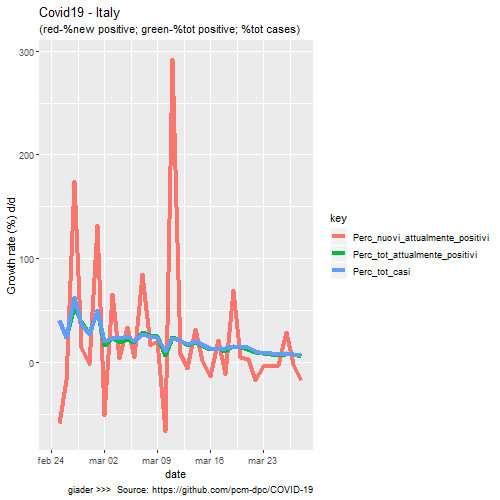 Covid19 - Italy
(red-%new positive; green-%tot positive; %tot cases)
300
200
100
0
Growth rate (%) d/d
feb 24
mar 02
mar 09
mar 16
mar 23
date
key
Perc_nuovi_attualmente_positivi
Perc_tot_attualmente_positivi
Perc_tot_casi
giader >>> Source: https://github.com/pcm-dpc/COVID-19